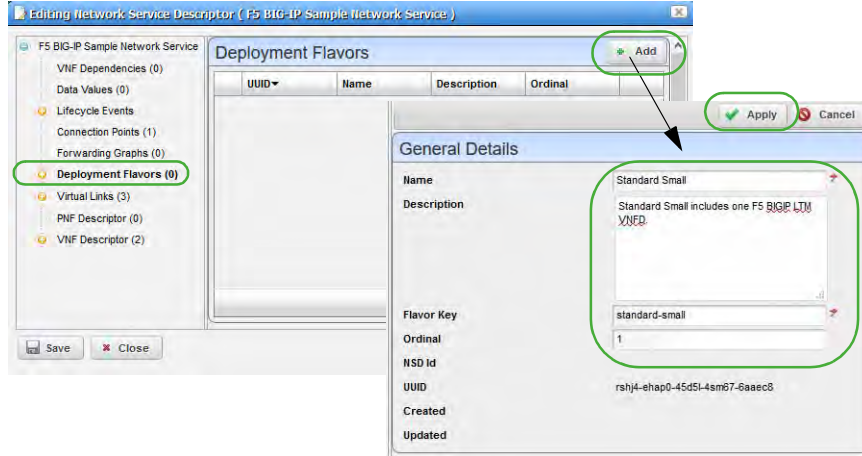 Editing Network Service Descriptor ( F5 BIG-IP Sample Network Service )
F5 BIG-IP Sample Network Service
VNF Dependencies (0)
Data Values (0)
Lifecycle Events
Connection Points (1)
Forwarding Graphs (0)
Deployment Flavors (0)
Virtual Links (3)
PNF Descriptor (0)
VNF Descriptor (2)
Deployment Flavors
Add
UUID Name Description Ordinal
Save Close
Apply Cancel
General Details
Name Standard Small
Description Standard Small includes one F5 BIGIP LTM
VNFD.
Flavor Key standard-small
Ordinal 1
NSD Id
UUID rshj4-ehap0-45d5l-4sm67-6aaec8
Created
Updated